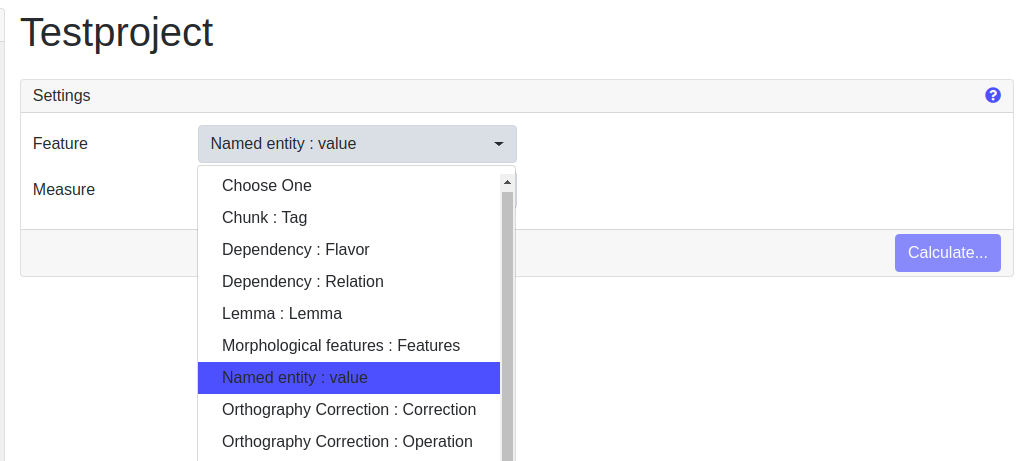 Testproject
Settings
Feature
Named entity : value
Measure
Choose One
Chunk : Tag
Dependency : Flavor
Dependency : Relation
Lemma : Lemma
Morphological features : Features
Named entity : value
Orthography Correction : Correction
Orthography Correction : Operation
Calculate...